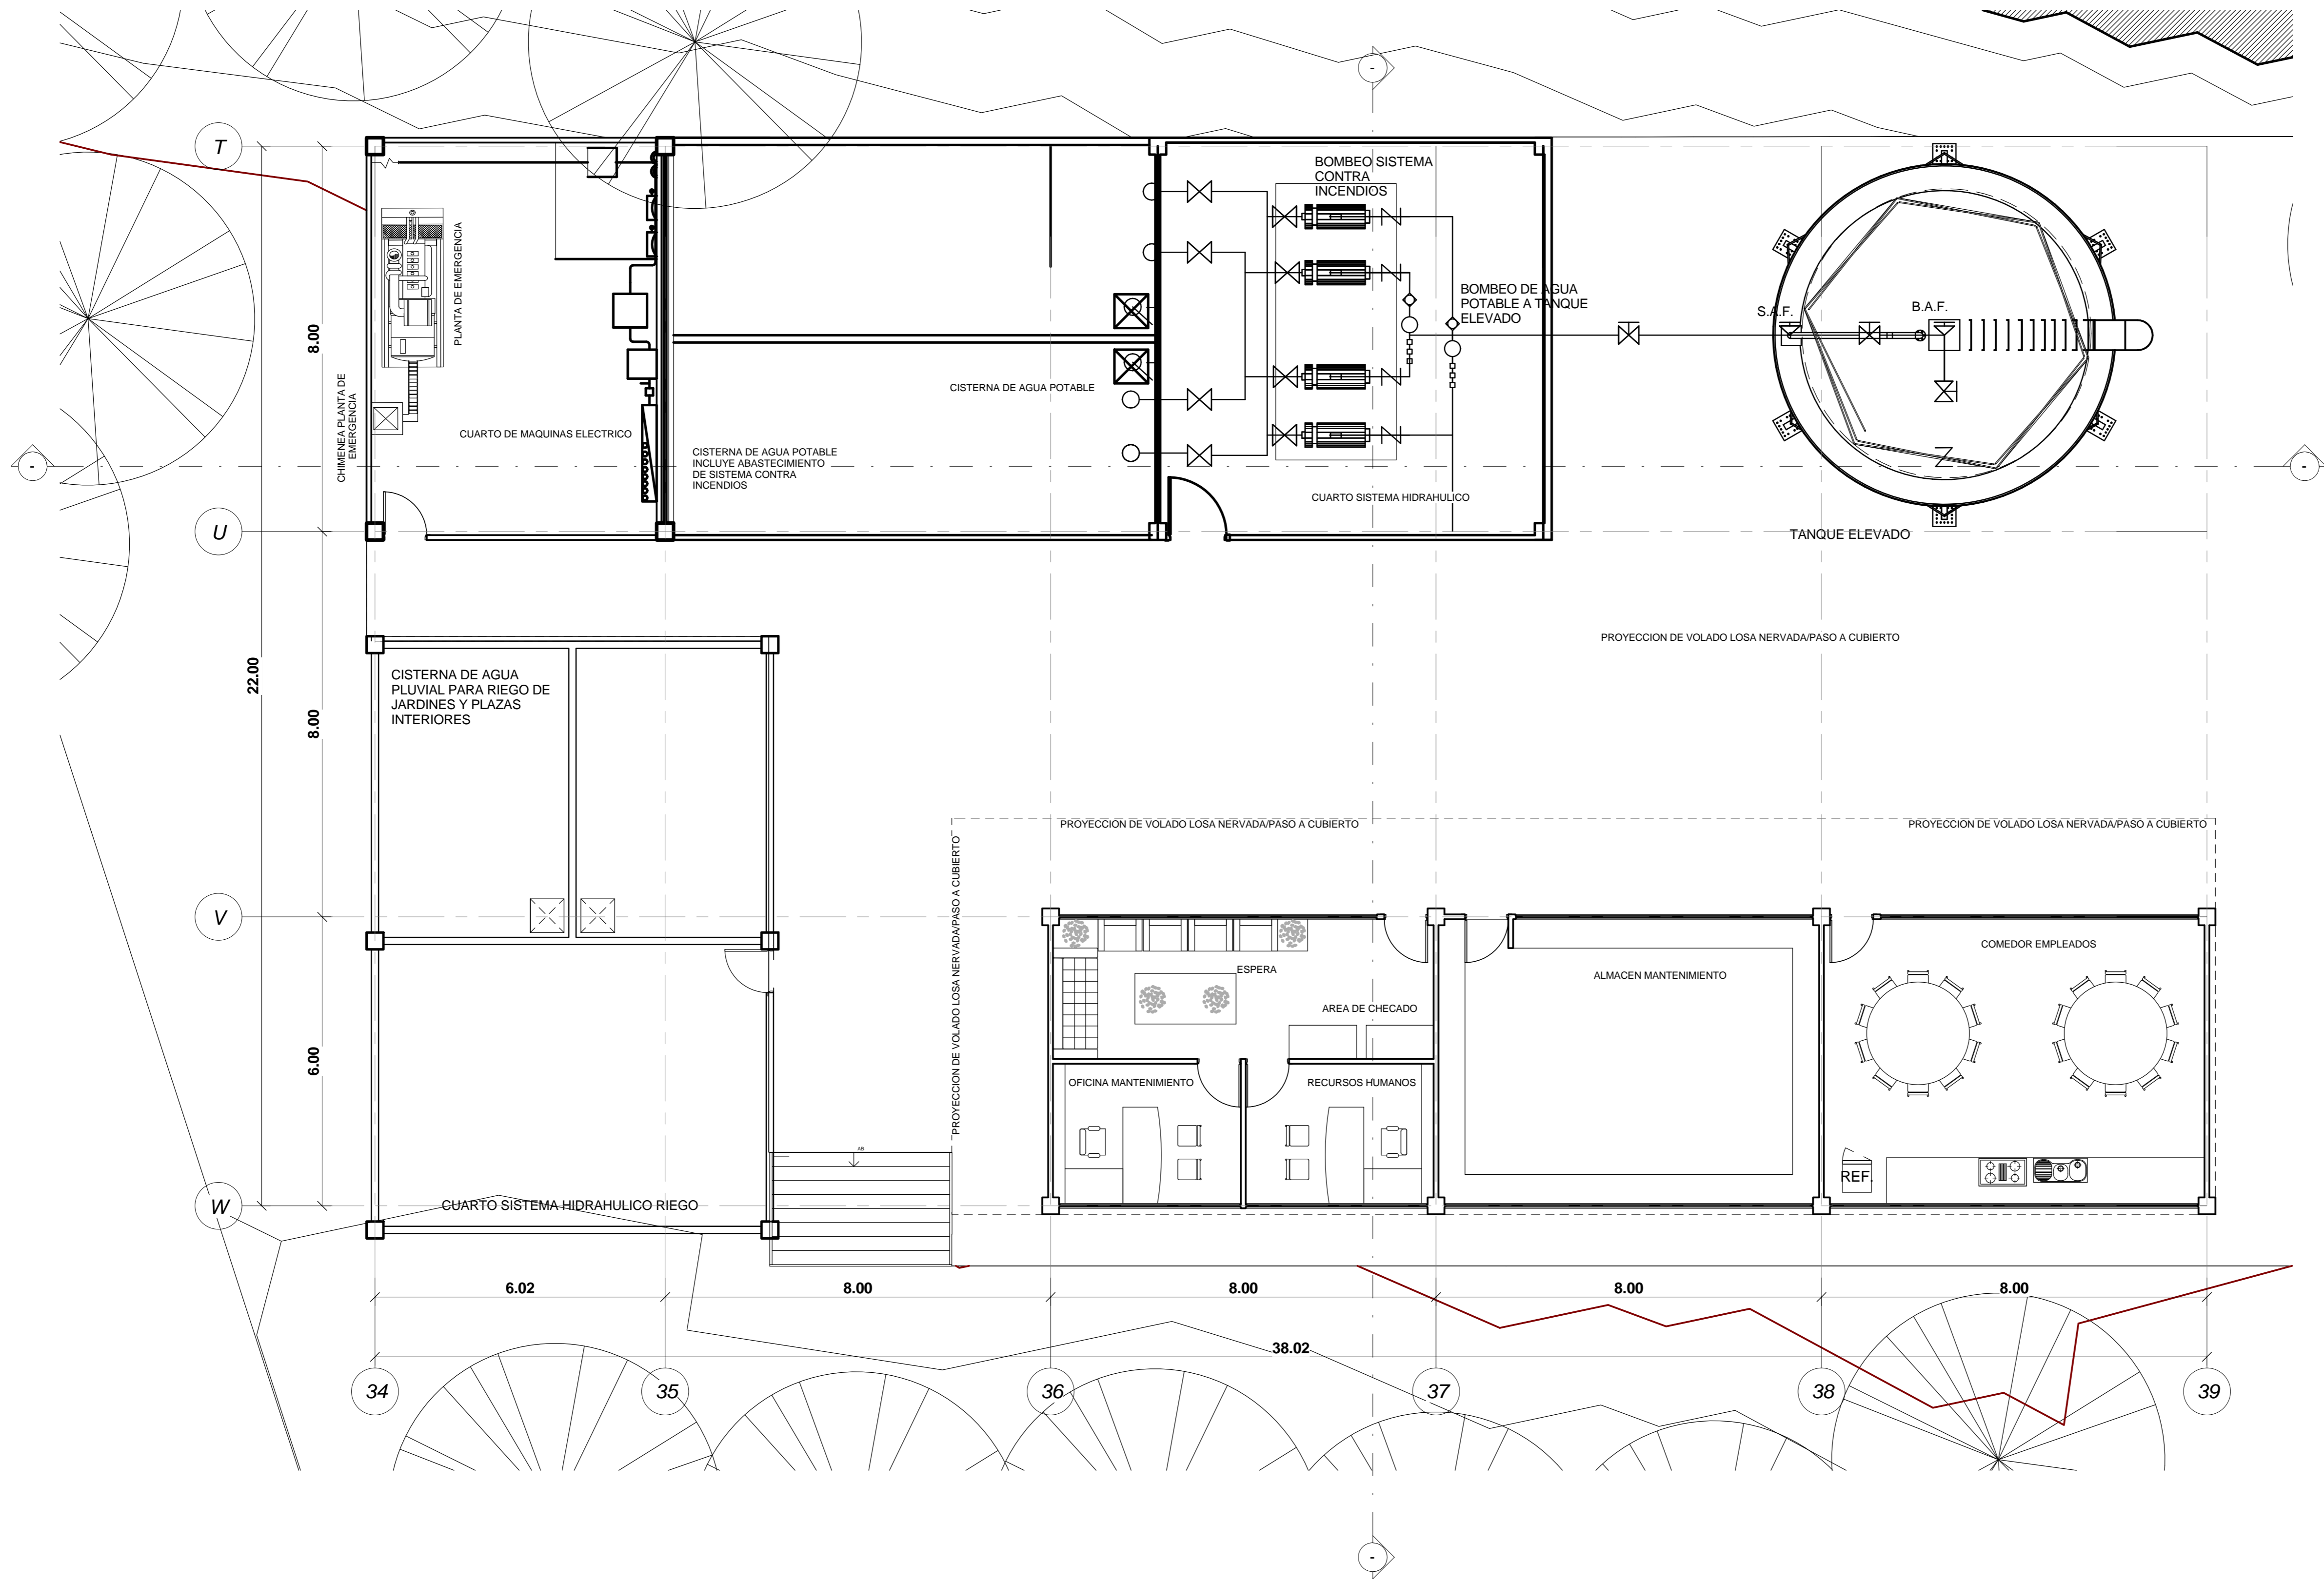 -
T
BOMBEO SISTEMA
CONTRA
INCENDIOS
PLANTA DE EMERGENCIA
BOMBEO DE AGUA
POTABLE A TANQUE
ELEVADO
S.A.F.
B.A.F.
8.00
CISTERNA DE AGUA POTABLE
CHIMENEA PLANTA DE
EMERGENCIA
CUARTO DE MAQUINAS ELECTRICO
CISTERNA DE AGUA POTABLE
INCLUYE ABASTECIMIENTO
DE SISTEMA CONTRA
INCENDIOS
-
-
CUARTO SISTEMA HIDRAHULICO
U
TANQUE ELEVADO
PROYECCION DE VOLADO LOSA NERVADA/PASO A CUBIERTO
22.00
CISTERNA DE AGUA
PLUVIAL PARA RIEGO DE
JARDINES Y PLAZAS
INTERIORES
8.00
PROYECCION DE VOLADO LOSA NERVADA/PASO A CUBIERTO
PROYECCION DE VOLADO LOSA NERVADA/PASO A CUBIERTO
PROYECCION DE VOLADO LOSA NERVADA/PASO A CUBIERTO
V
COMEDOR EMPLEADOS
ESPERA
ALMACEN MANTENIMIENTO
AREA DE CHECADO
6.00
OFICINA MANTENIMIENTO
RECURSOS HUMANOS
AB
REF.
W
CUARTO SISTEMA HIDRAHULICO RIEGO
6.02
8.00
8.00
8.00
8.00
38.02
34
35
36
37
38
39
-